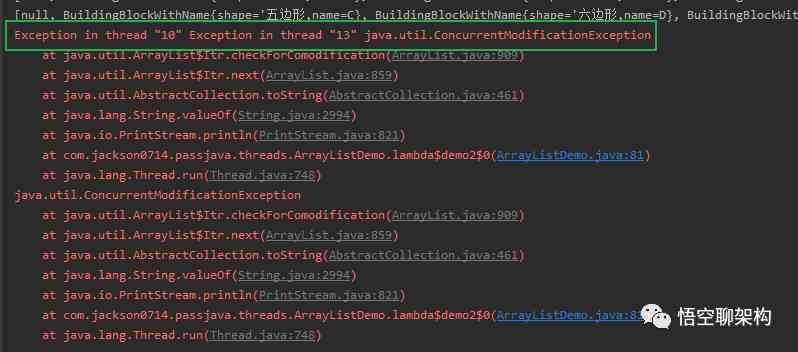 [null, BuildingBlockWithName{shape='五边形,name=C}, BuildingBlockWithName{shape='六边形,name=D}, BuildingBlockWit
Exception in thread "10" Exception in thread "13" java.util.ConcurrentModificationException
at java.util.ArrayList$Itr.checkForComodification(ArrayList.java:909)
at java.util.ArrayList$Itr.next(ArrayList.java:859)
at java.util.AbstractCollection.toString(AbstractCollection.java:461)
at java.lang.String.valueOf(String.java:2994)
at java.io.PrintStream.println(PrintStream.java:821)
at com.jackson0714.passjava.threads.ArrayListDemo.lambda$demo2$0(ArrayListDemo.java:81)
at java.lang.Thread.run(Thread.java:748)
java.util.ConcurrentModificationException
at java.util.ArrayList$Itr.checkForComodification(ArrayList.java:909)
at java.util.ArrayList$Itr.next(ArrayList.java:859)
at java.util.AbstractCollection.toString(AbstractCollection.java:461)
at java.lang.String.valueOf(String.java:2994)
at java.io.PrintStream.println(PrintStream.java:821)
at com.jackson0714.passjava.threads.ArrayListDemo.lambda$demo2$0(ArrayListDemo.java:8
悟空聊架构
at java.lang.Thread.run(Thread.java:748)